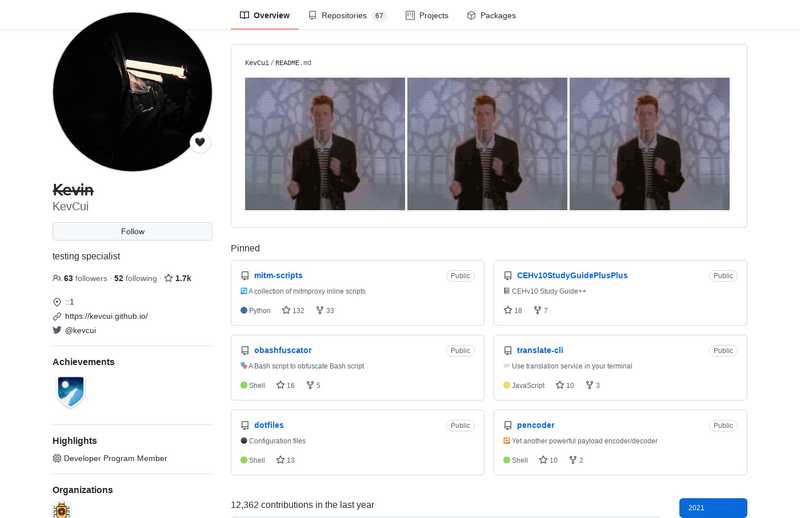 Overview Repositories 67 Projects Packages
KevCui / README.md
Kevin
KevCui
Follow
testing specialist
63 followers · 52 following · 1.7k
::1
https://kevcui.github.io/
@kevcui
Achievements
Highlights
Developer Program Member
Organizations
Pinned
mitm-scripts Public
A collection of mitmproxy inline scripts
Python 132 33
CEHv10StudyGuidePlusPlus Public
CEHv10 Study Guide++
18 7
obashfuscator Public
A Bash script to obfuscate Bash script
Shell 16 5
translate-cli Public
Use translation service in your terminal
JavaScript 10 3
dotfiles Public
Configuration files
Shell 13
pencoder Public
Yet another powerful payload encoder/decoder
Shell 10 2
12,362 contributions in the last year
2021